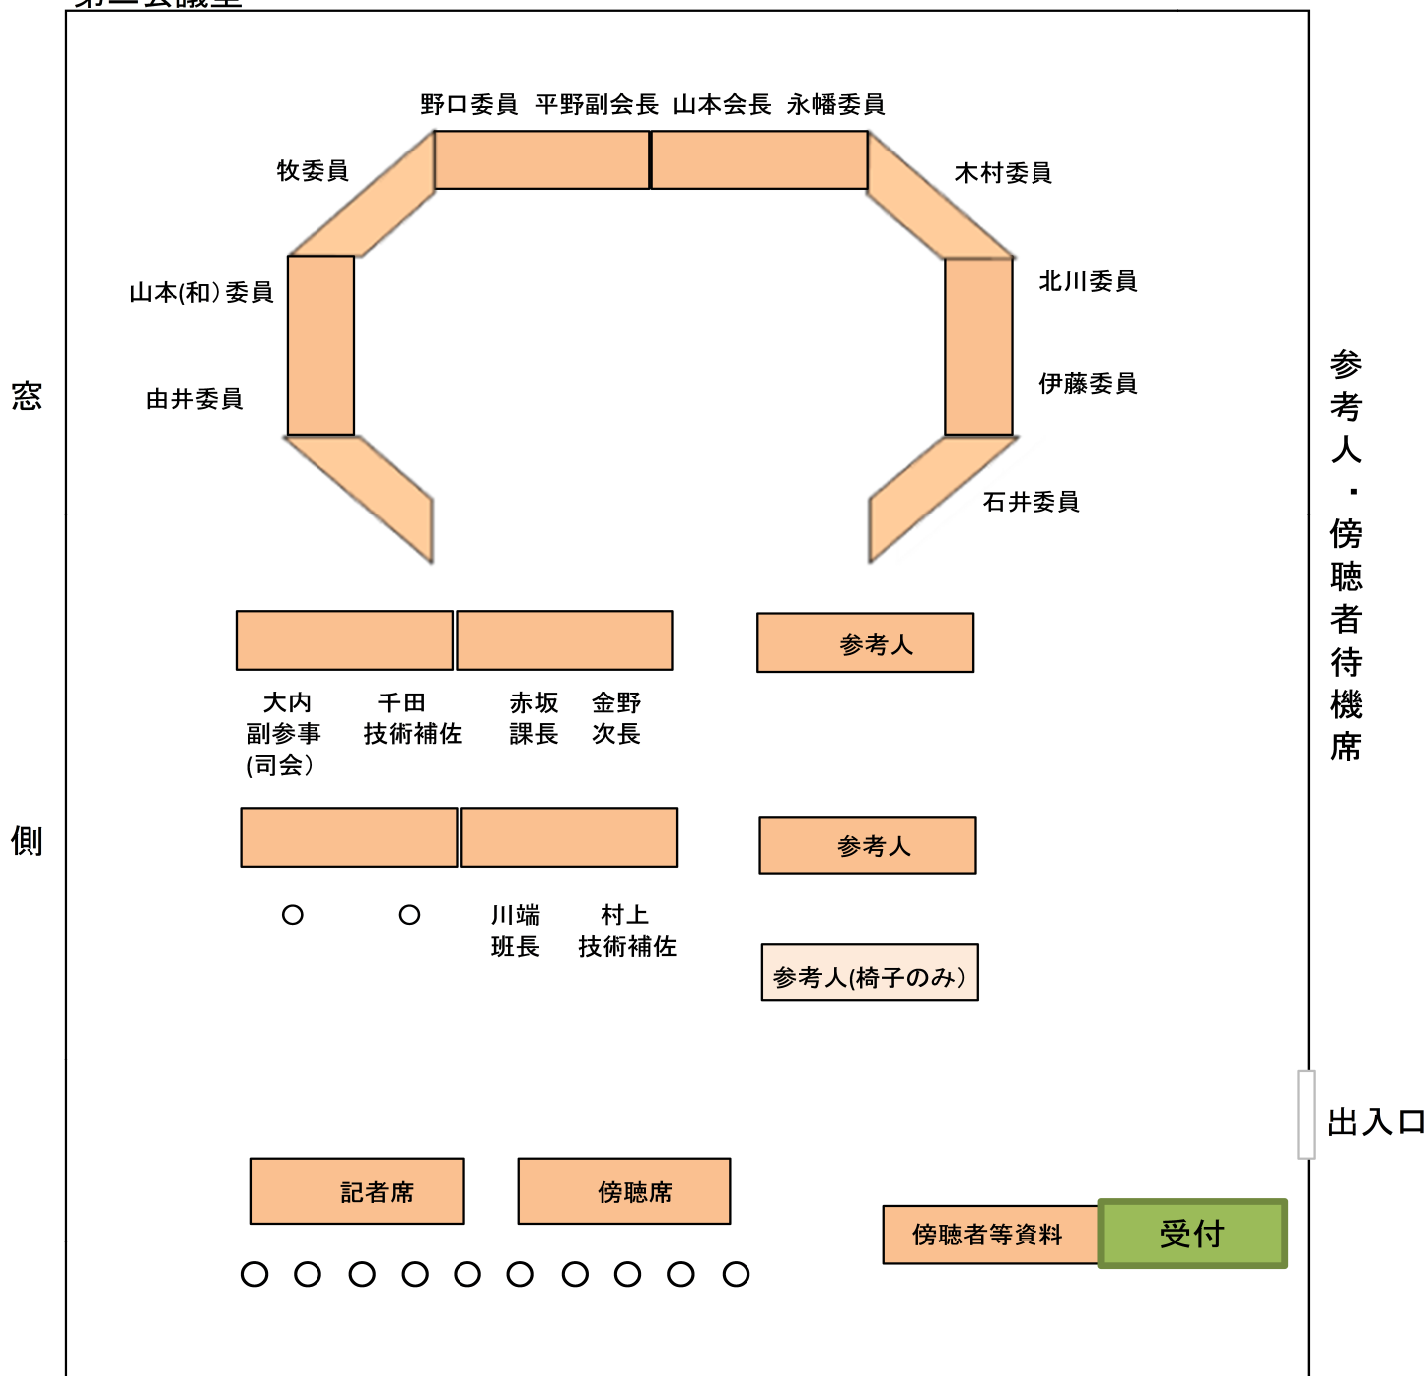 野口委員 平野副会長 山本会長 永幡委員
牧委員
木村委員
山本(和)委員
北川委員
由井委員
伊藤委員
石井委員
窓
側
参考人・傍聴者待機席
参考人
大内
副参事
(司会)
千田
技術補佐
赤坂
課長
金野
次長
参考人
○
○
川端
班長
村上
技術補佐
参考人(椅子のみ)
出入口
記者席
傍聴席
傍聴者等資料
受付
○ ○ ○ ○ ○ ○ ○ ○ ○ ○